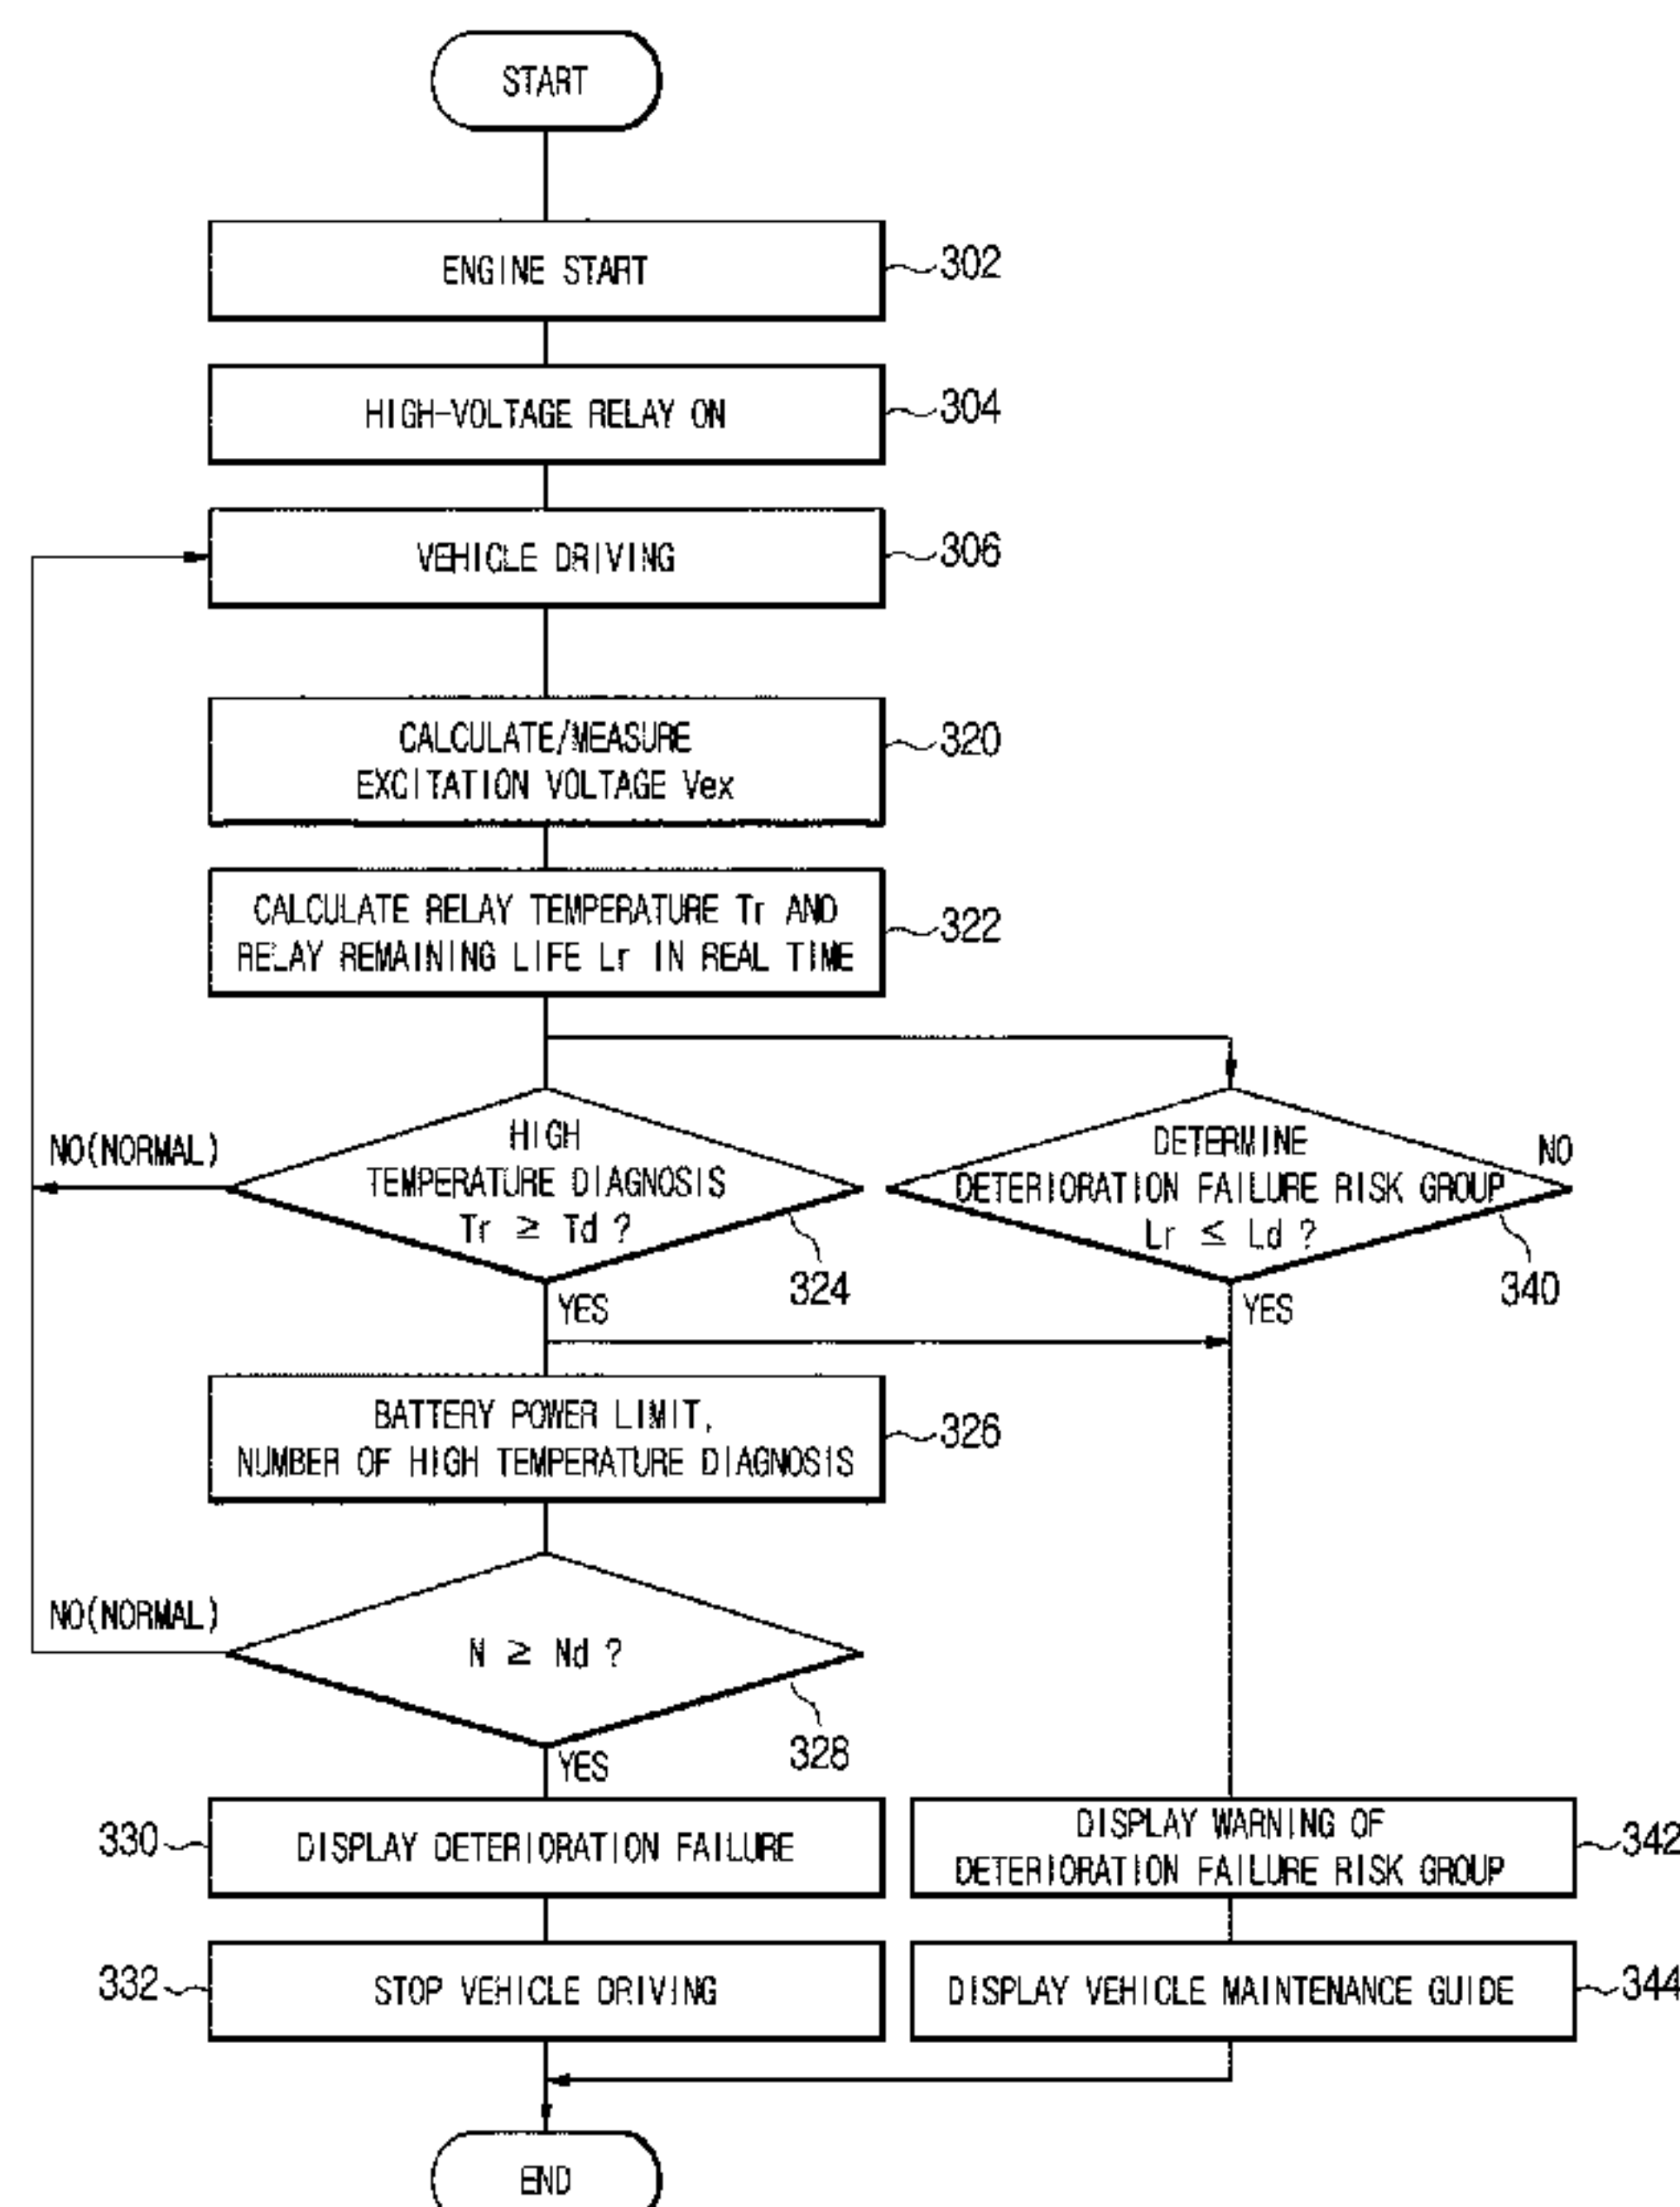 START
ENGINE START
302
HIGH-VOLTAGE RELAY ON
304
VEHICLE DRIVING
306
CALCULATE/MEASURE
EXCITATION VOLTAGE Vex
320
CALCULATE RELAY TEMPERATURE Tr AND
RELAY REMAINING LIFE Lr IN REAL TIME
322
NO(NORMAL)
HIGH
TEMPERATURE DIAGNOSIS
Tr ≥ Td ?
324
YES
DETERMINE
DETERIORATION FAILURE RISK GROUP
Lr ≤ Ld ?
NO
340
YES
BATTERY POWER LIMIT,
NUMBER OF HIGH TEMPERATURE DIAGNOSIS
326
NO(NORMAL)
N ≥ Nd ?
328
YES
330
DISPLAY DETERIORATION FAILURE
DISPLAY WARNING OF
DETERIORATION FAILURE RISK GROUP
342
332
STOP VEHICLE DRIVING
DISPLAY VEHICLE MAINTENANCE GUIDE
344
END